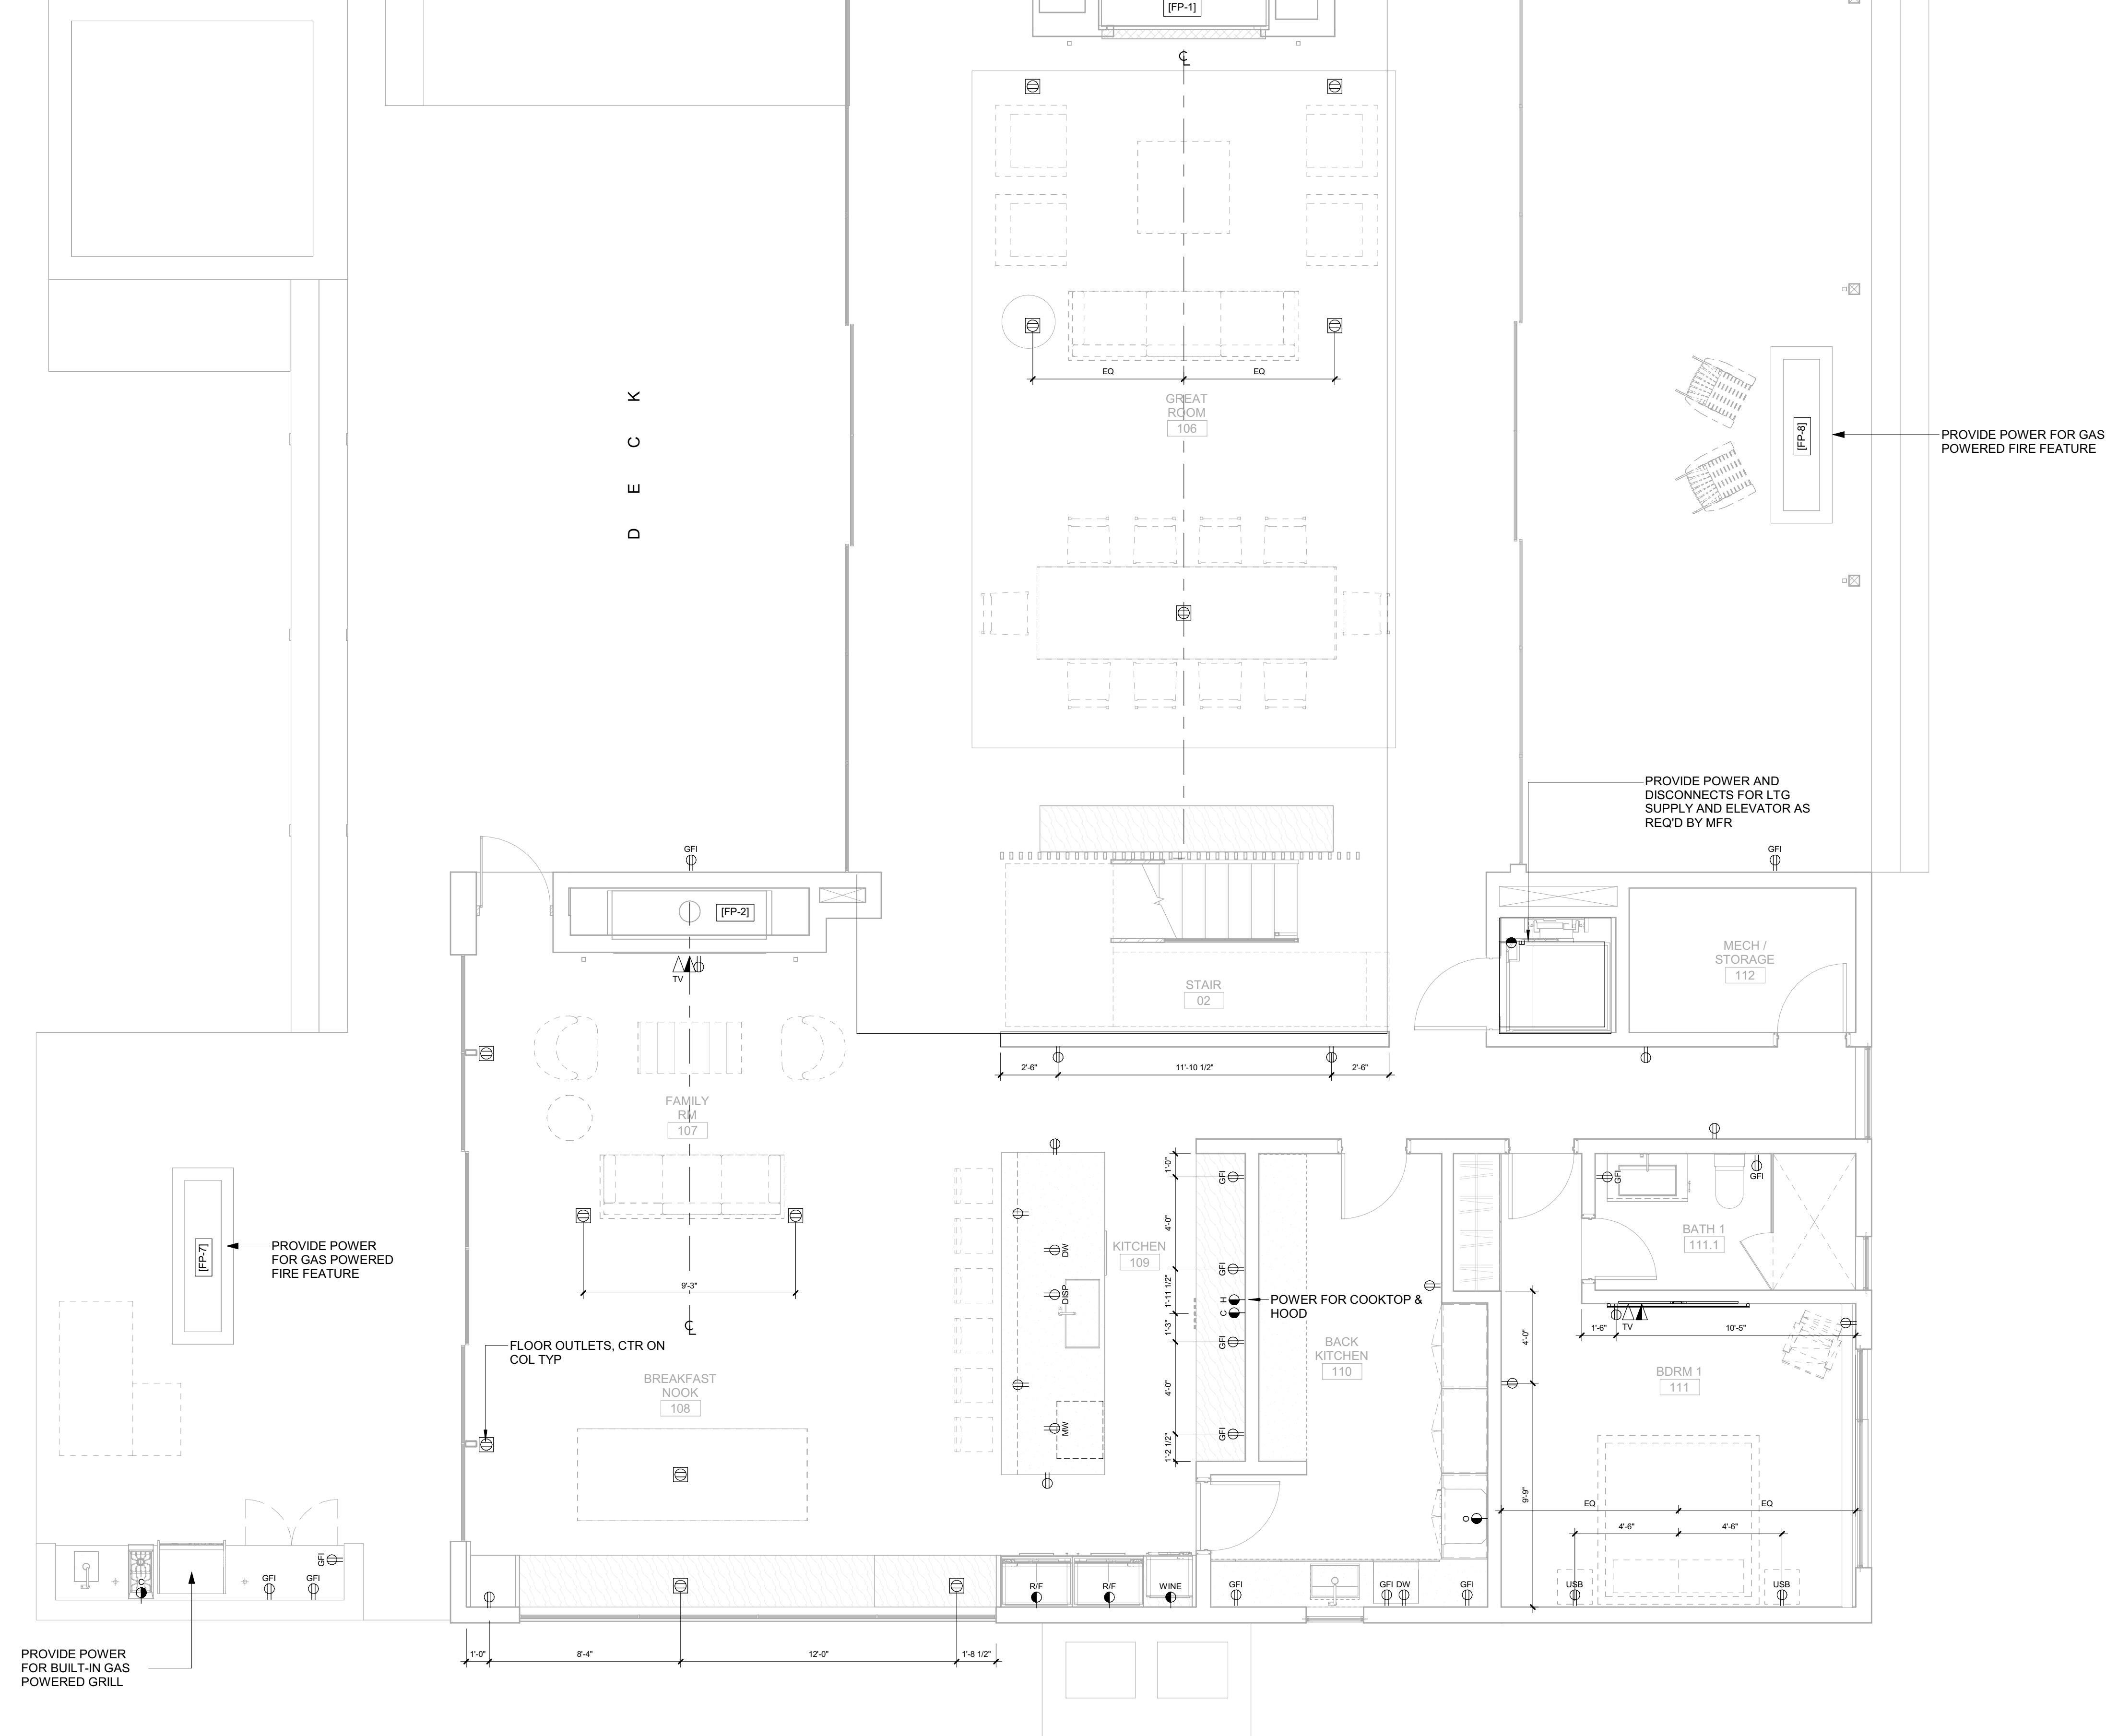 [FP-1]
℄
EQ
EQ
GREAT
ROOM
106
D E C K
[FP-8]
PROVIDE POWER FOR GAS
POWERED FIRE FEATURE
PROVIDE POWER AND
DISCONNECTS FOR LTG
SUPPLY AND ELEVATOR AS
REQ'D BY MFR
GFI
GFI
[FP-2]
E
MECH /
STORAGE
112
TV
STAIR
02
2'-6"
11'-10 1/2"
2'-6"
FAMILY
RM
107
[FP-7]
PROVIDE POWER
FOR GAS POWERED
FIRE FEATURE
9'-3"
℄
FLOOR OUTLETS, CTR ON
COL TYP
BREAKFAST
NOOK
108
KITCHEN
109
DW
DISP
MW
1'-0"
4'-0"
1'-11 1/2"
1'-3"
4'-0"
1'-2 1/2"
GFI
GFI
H
C
GFI
GFI
POWER FOR COOKTOP &
HOOD
BACK
KITCHEN
110
O
GFI
GFI
BATH 1
111.1
TV
1'-6"
10'-5"
4'-0"
9'-9"
BDRM 1
111
EQ
EQ
4'-6"
4'-6"
USB
USB
C
GFI
GFI
GFI
R/F
R/F
WINE
GFI
GFI
DW
GFI
PROVIDE POWER
FOR BUILT-IN GAS
POWERED GRILL
1'-0"
8'-4"
12'-0"
1'-8 1/2"